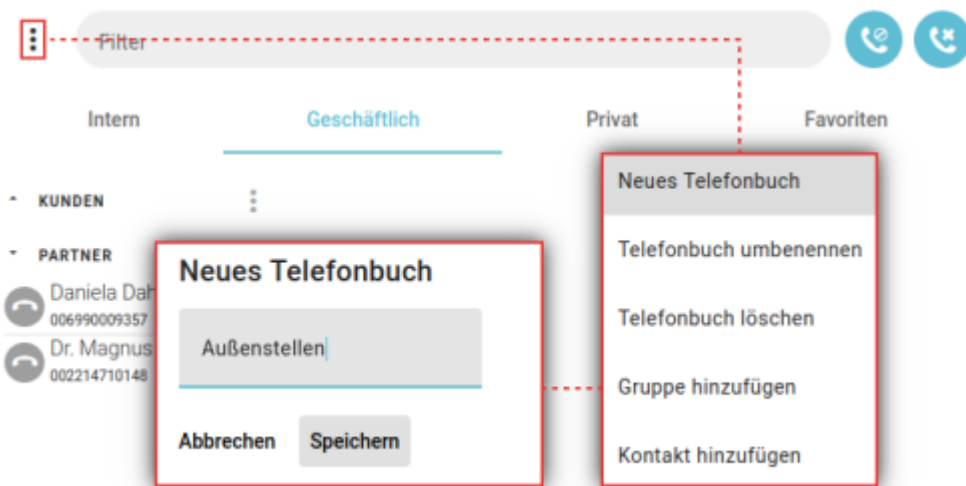 Filter
Intern Geschäftlich Privat Favoriten
KUNDEN
PARTNER
Daniela Dah
006990009357
Dr. Magnus
002214710148
Neues Telefonbuch
Außenstellen
Abbrechen Speichern
Neues Telefonbuch
Telefonbuch umbenennen
Telefonbuch löschen
Gruppe hinzufügen
Kontakt hinzufügen